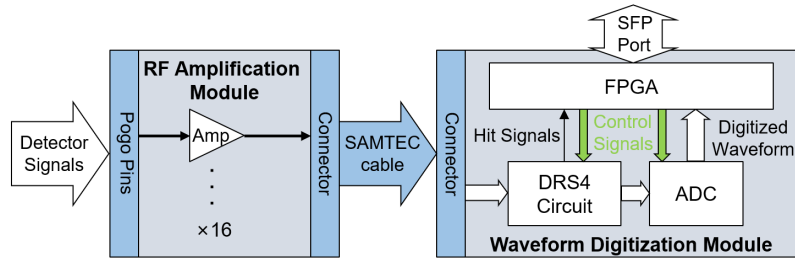 SFP
Port
RF Amplification
Module
FPGA
Pogo Pins
Amp
Connector
Connector
Detector
Signals
SAMTEC
cable
Hit Signals
Control
Signals
Digitized
Waveform
DRS4
Circuit
ADC
×16
Waveform Digitization Module